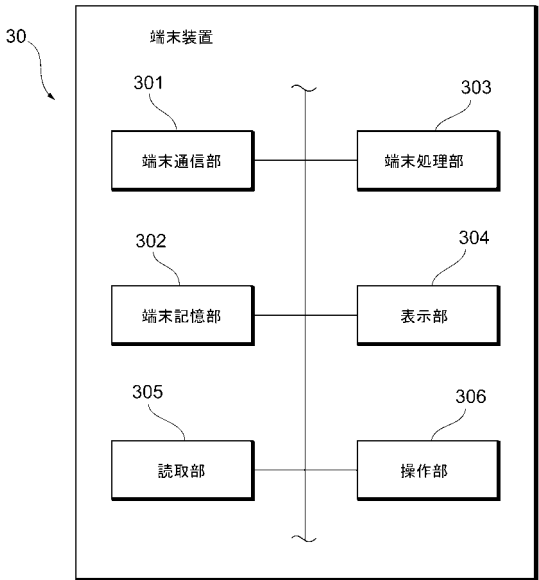 30
端末装置
301
303
端末通信部
端末処理部
302
304
端末記憶部
表示部
305
306
読取部
操作部